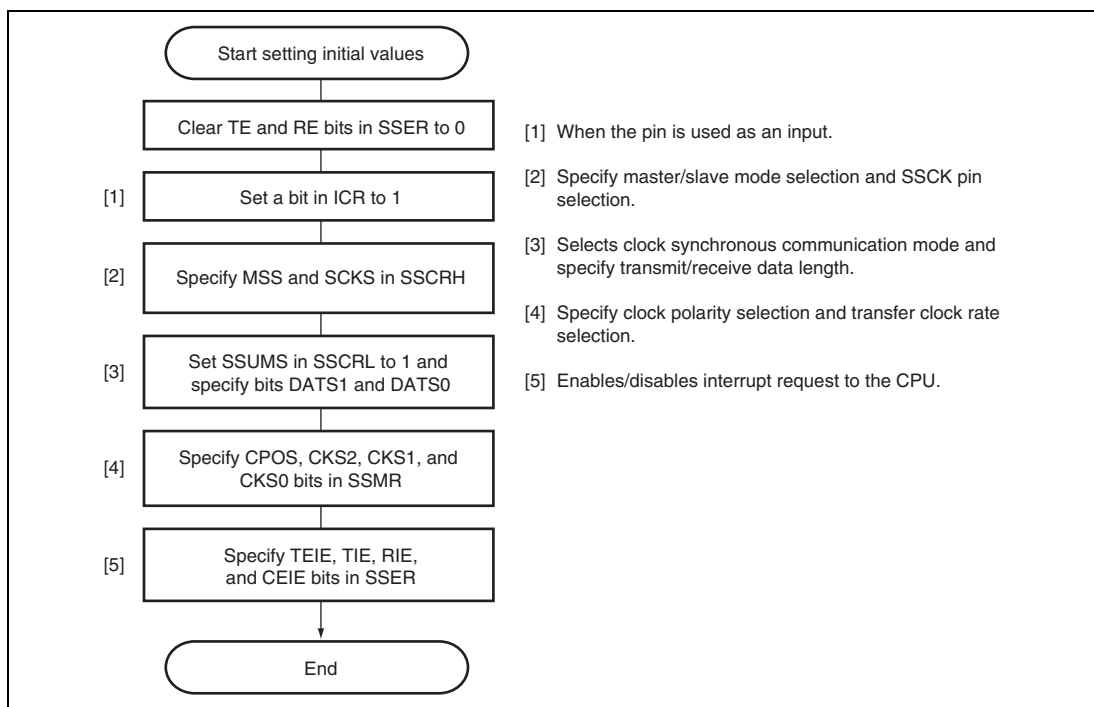 Start setting initial values
Clear TE and RE bits in SSER to 0
[1]
Set a bit in ICR to 1
[2]
Specify MSS and SCKS in SSCRH
[3]
Set SSUMS in SSCRL to 1 and
specify bits DATS1 and DATS0
[4]
Specify CPOS, CKS2, CKS1, and
CKS0 bits in SSMR
[5]
Specify TEIE, TIE, RIE,
and CEIE bits in SSER
End
[1] When the pin is used as an input.
[2] Specify master/slave mode selection and SSCK pin
selection.
[3] Selects clock synchronous communication mode and
specify transmit/receive data length.
[4] Specify clock polarity selection and transfer clock rate
selection.
[5] Enables/disables interrupt request to the CPU.